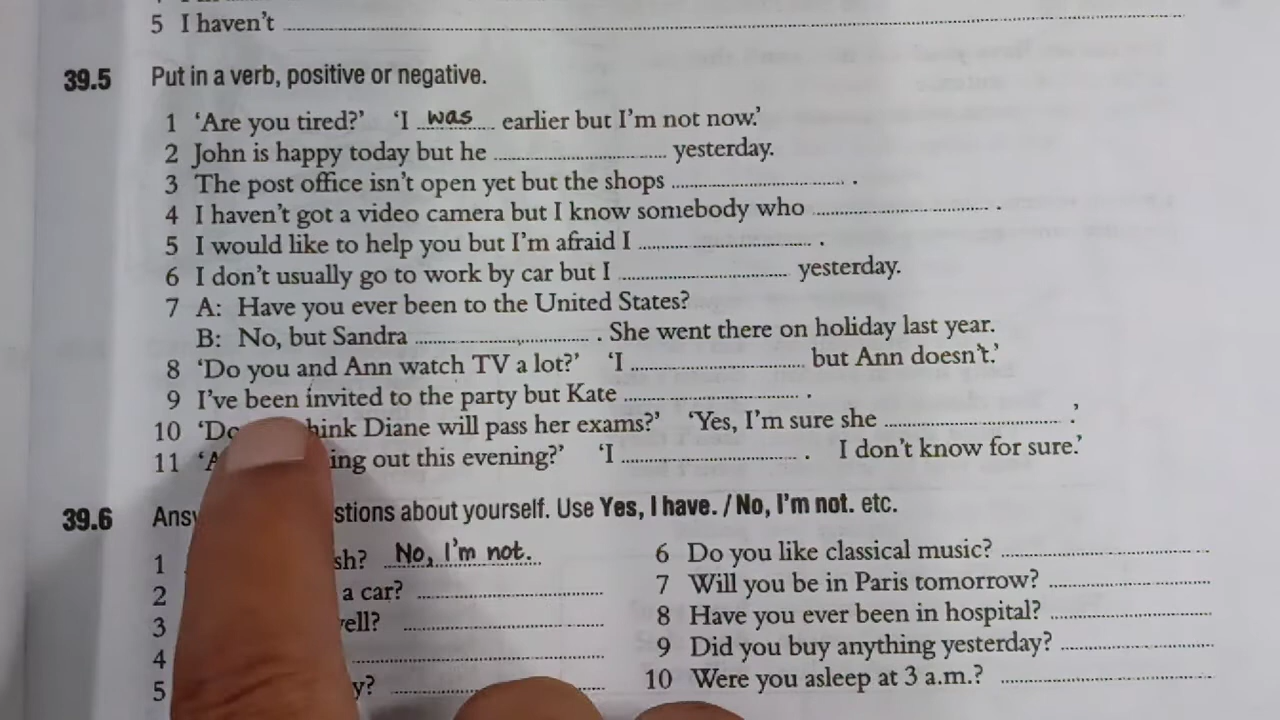 5 I haven't
39.5 Put in a verb, positive or negative.
1 'Are you tired?' 'I was earlier but I'm not now.'
2 John is happy today but he yesterday.
3 The post office isn't open yet but the shops .
4 I haven't got a video camera but I know somebody who .
5 I would like to help you but I'm afraid I .
6 I don't usually go to work by car but I yesterday.
7 A: Have you ever been to the United States?
B: No, but Sandra . She went there on holiday last year.
8 'Do you and Ann watch TV a lot?' 'I but Ann doesn't.'
9 I've been invited to the party but Kate .
10 'Do Diane will pass her exams?' 'Yes, I'm sure she .'
11 out this evening?' 'I . I don't know for sure.'
39.6 about yourself. Use Yes, I have. / No, I'm not. etc.
1 No, I'm not.
2 a car?
3
4
5
6 Do you like classical music?
7 Will you be in Paris tomorrow?
8 Have you ever been in hospital?
9 Did you buy anything yesterday?
10 Were you asleep at 3 a.m.?